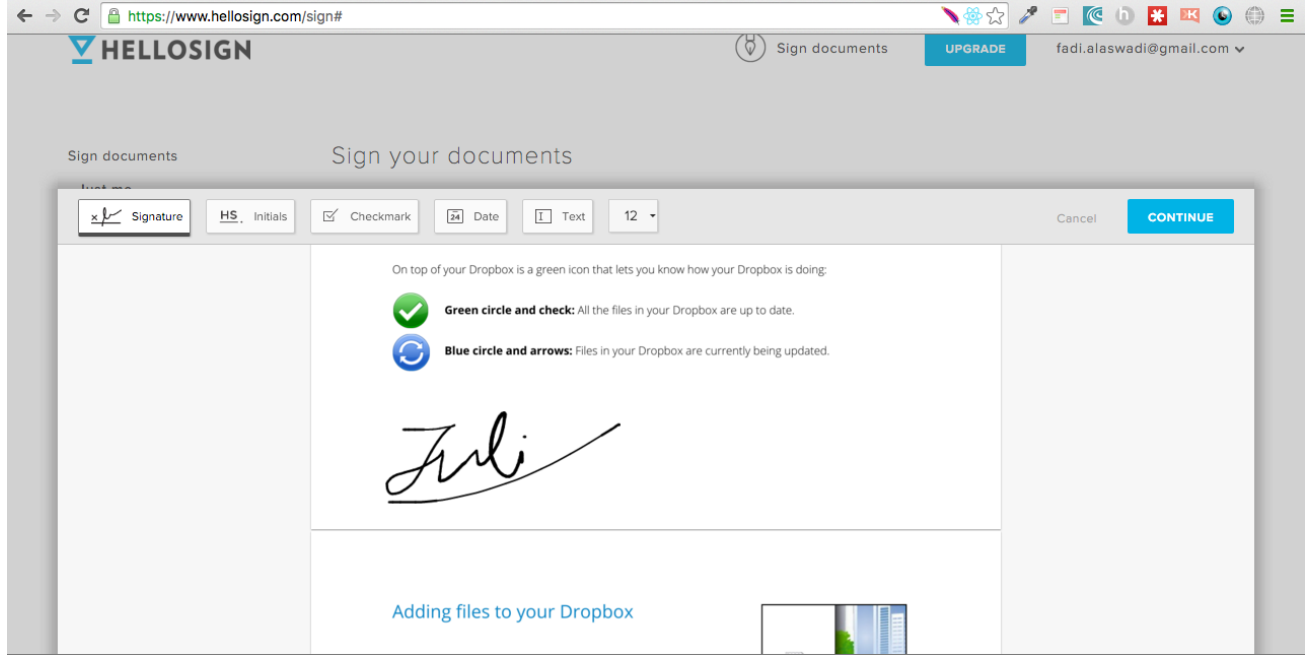 https://www.hellosign.com/sign#
HELLOSIGN
Sign documents
UPGRADE
fadi.alaswadi@gmail.com
Sign documents
Sign your documents
Just me
Signature
HS Initials
Checkmark
24 Date
I Text
12
Cancel
CONTINUE
On top of your Dropbox is a green icon that lets you know how your Dropbox is doing:
Green circle and check: All the files in your Dropbox are up to date.
Blue circle and arrows: Files in your Dropbox are currently being updated.
Adding files to your Dropbox